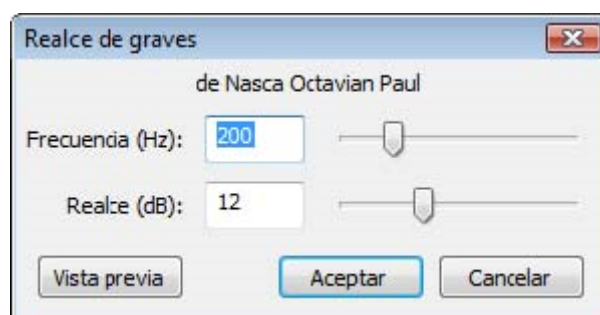 Realce de graves
de Nasca Octavian Paul
Frecuencia (Hz): 200
Realce (dB): 12
Vista previa Aceptar Cancelar